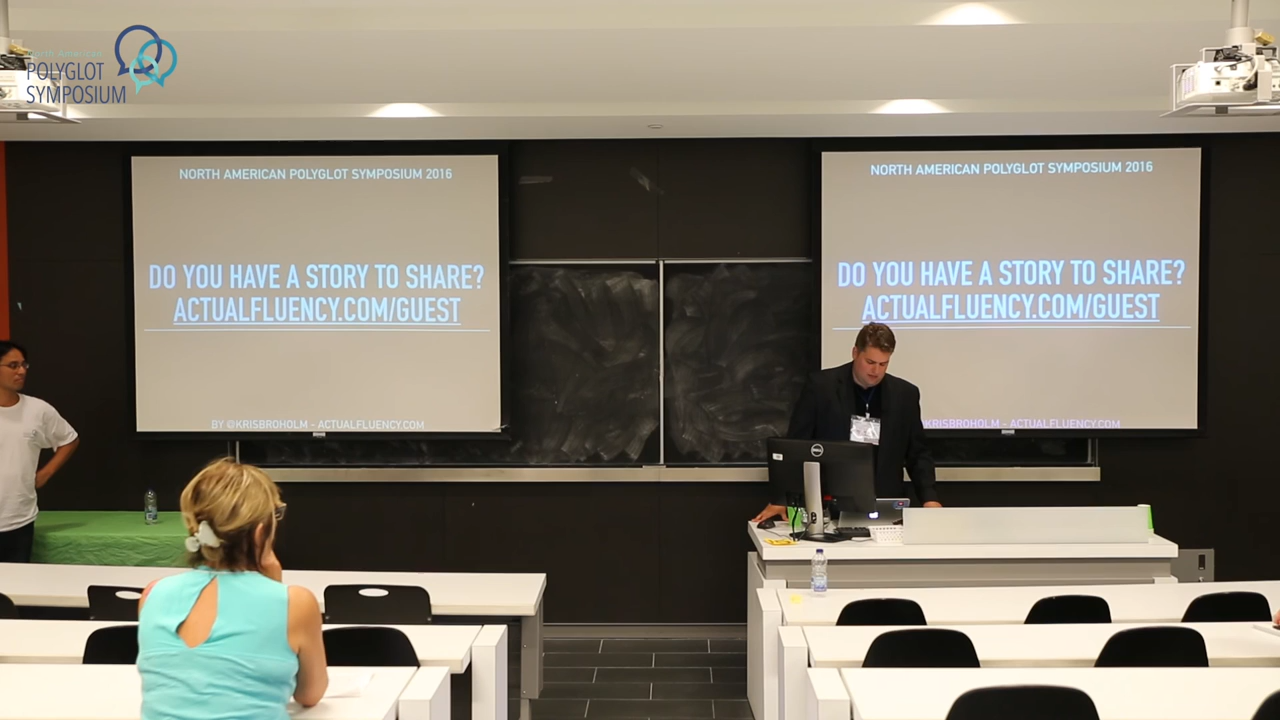 North American
POLYGLOT
SYMPOSIUM
NORTH AMERICAN POLYGLOT SYMPOSIUM 2016
DO YOU HAVE A STORY TO SHARE?
ACTUALFLUENCY.COM/GUEST
BY @KRISBROHOLM - ACTUALFLUENCY.COM
NORTH AMERICAN POLYGLOT SYMPOSIUM 2016
DO YOU HAVE A STORY TO SHARE?
ACTUALFLUENCY.COM/GUEST
@KRISBROHOLM - ACTUALFLUENCY.COM
DELL